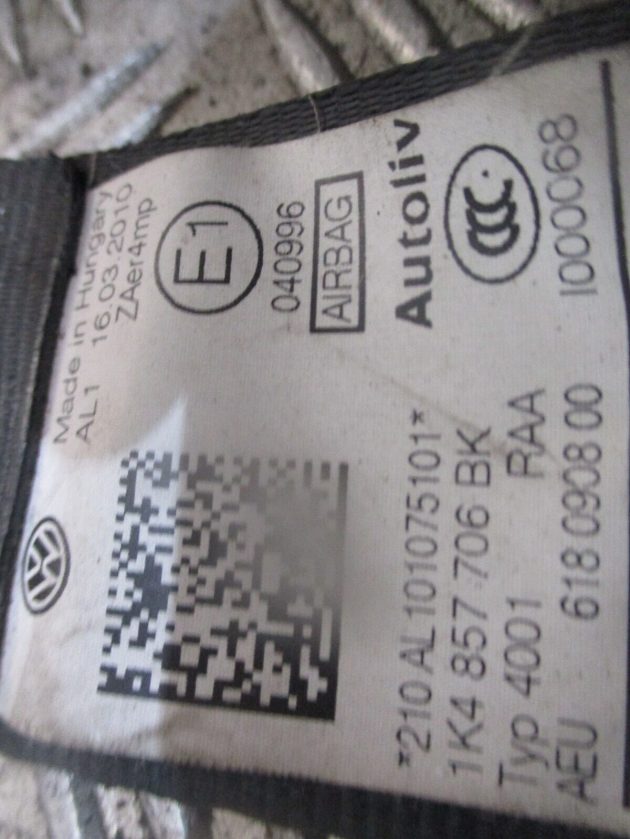 Made in Hungary
AL1 16.03.2010
ZAer4mp
E1
040996
AIRBAG
Autoliv
CCC
*210 AL101075101*
1K4 857 706 BK
Typ 4001 RAA
AEU 618 0908 00
I000068